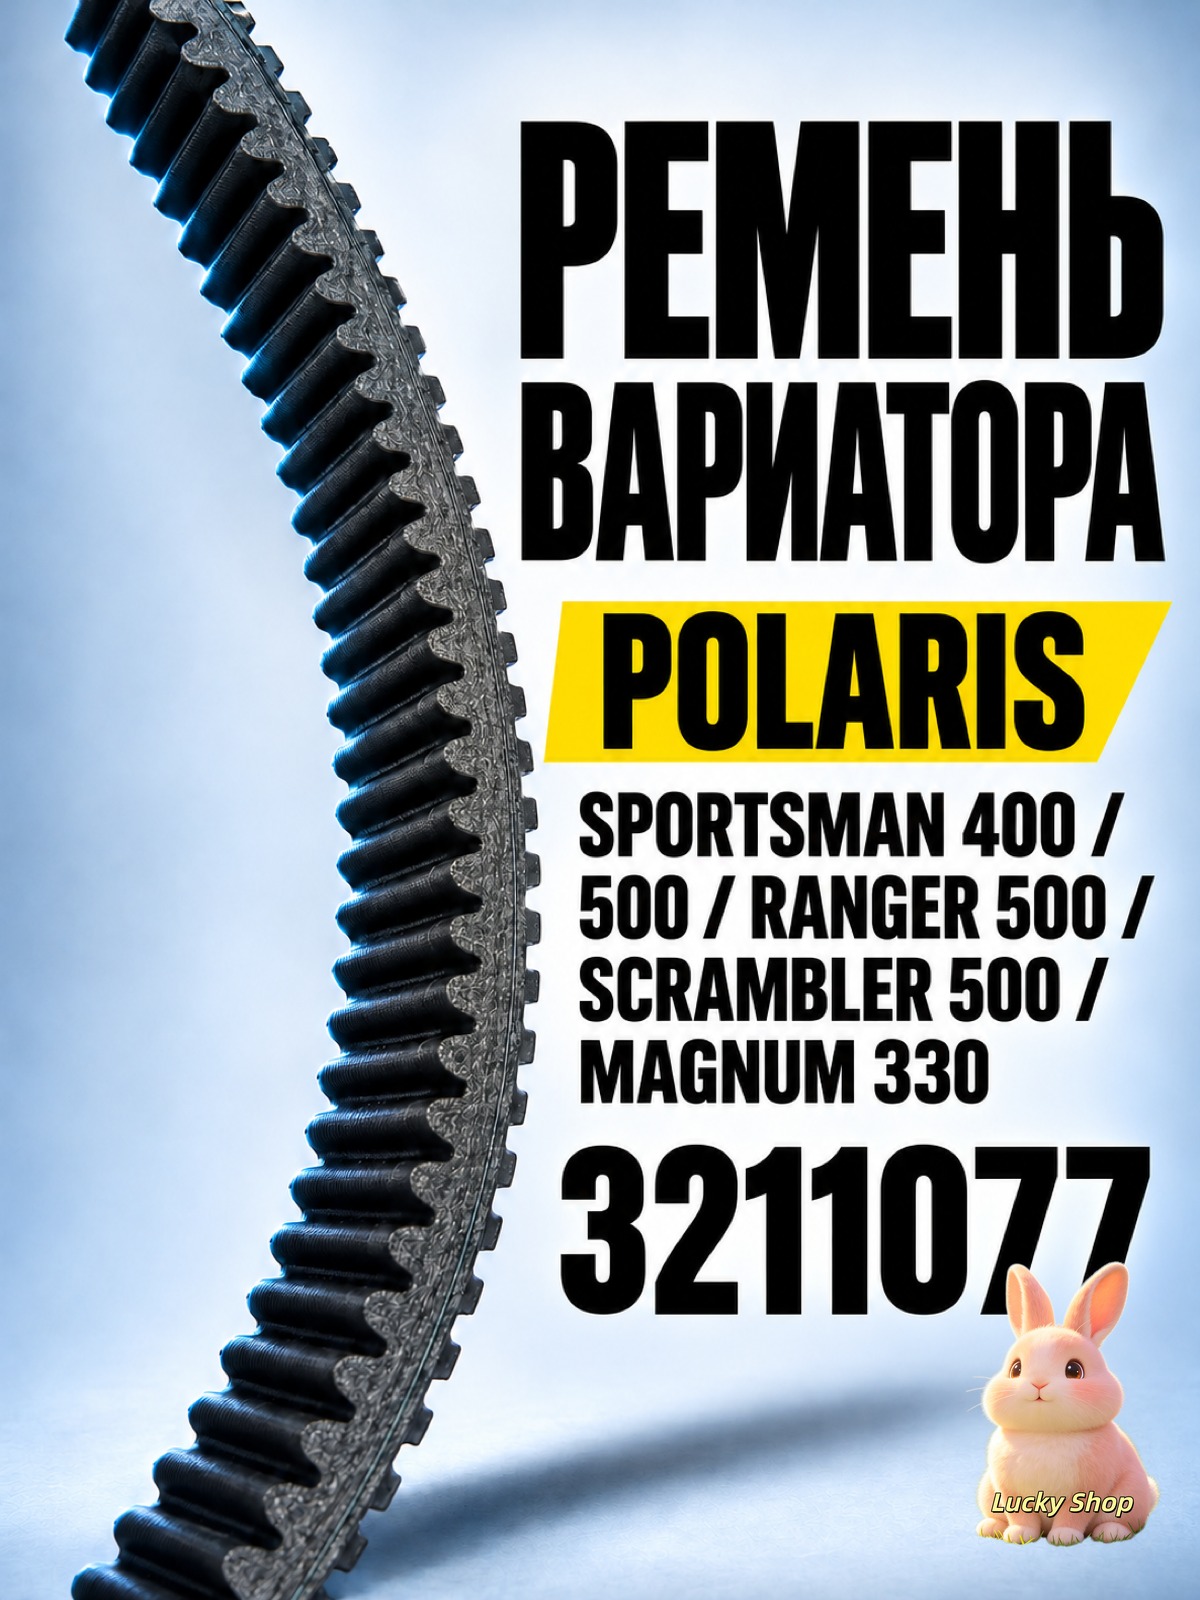 РЕМЕНЬ
ВАРИАТОРА
POLARIS
SPORTSMAN 400 /
500 / RANGER 500 /
SCRAMBLER 500 /
MAGNUM 330
3211077
Lucky Shop